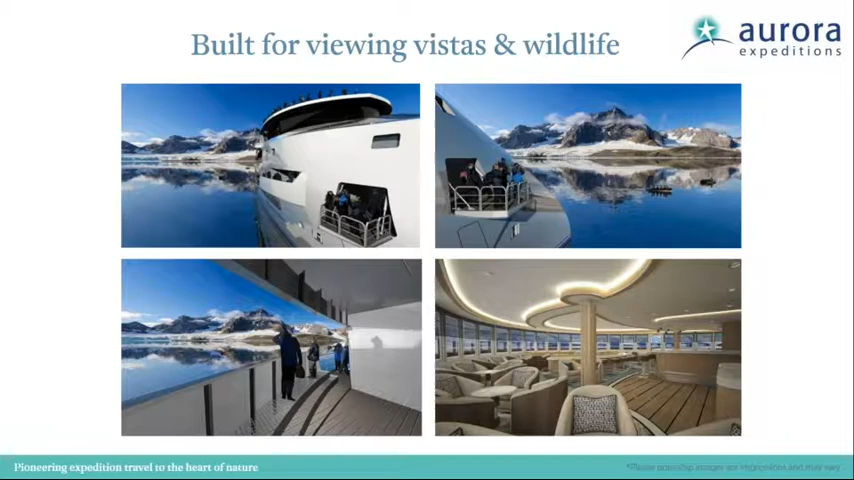 Built for viewing vistas & wildlife
aurora
expeditions
Pioneering expedition travel to the heart of nature